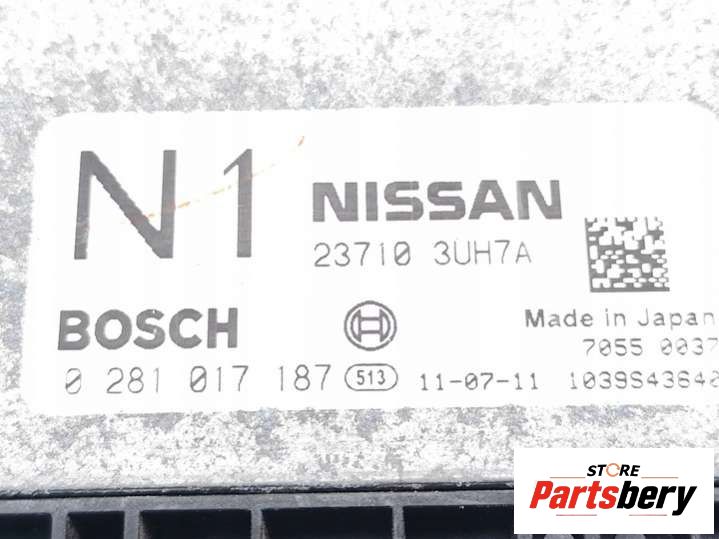 N1
NISSAN
23710 3UH7A
BOSCH
Made in Japan
7055 0037
0 281 017 187 513 11-07-11 1039S43640
STORE
Partsbery